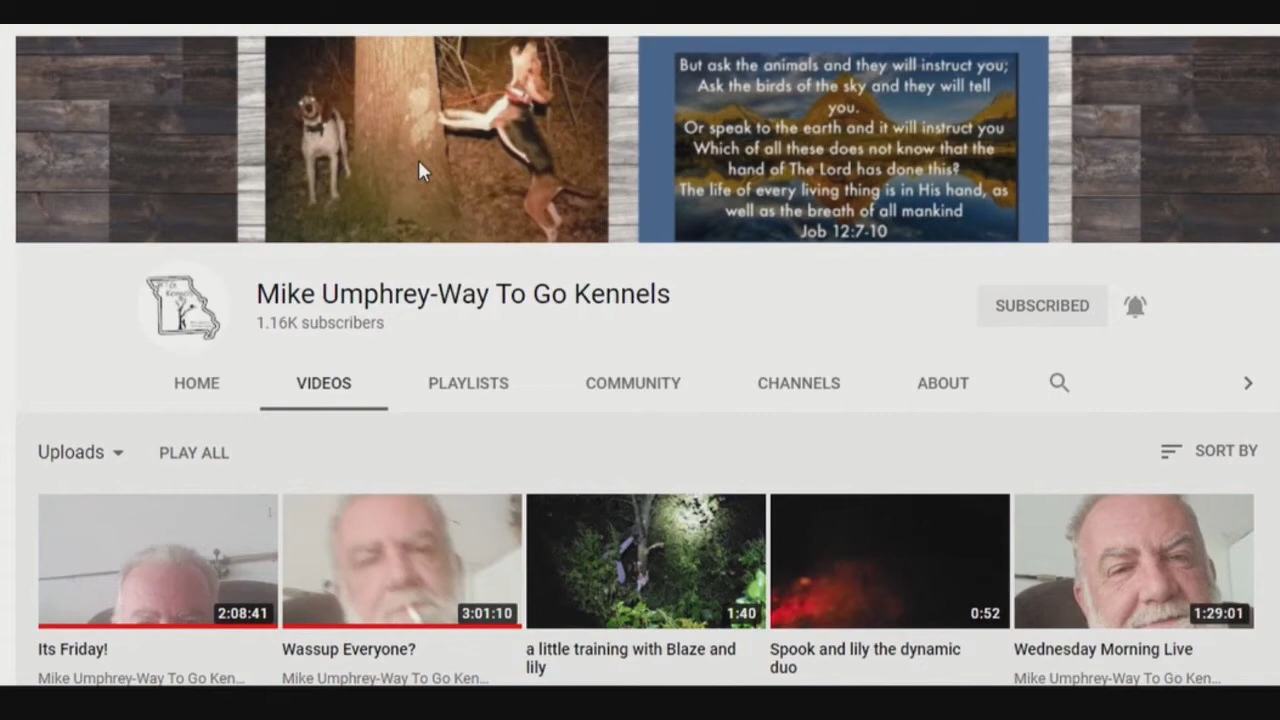 But ask the animals and they will instruct you;
Ask the birds of the sky and they will tell
you.
Or speak to the earth and it will instruct you
Which of all these does not know that the
hand of The Lord has done this?
The life of every living thing is in His hand, as
well as the breath of all mankind
Job 12:7-10
Mike Umphrey-Way To Go Kennels
1.16K subscribers
SUBSCRIBED
HOME VIDEOS PLAYLISTS COMMUNITY CHANNELS ABOUT
Uploads PLAY ALL SORT BY
2:08:41 3:01:10 1:40 0:52 1:29:01
Its Friday!
Mike Umphrey-Way To Go Ken...
Wassup Everyone?
Mike Umphrey-Way To Go Ken...
a little training with Blaze and
lily
Spook and lily the dynamic
duo
Wednesday Morning Live
Mike Umphrey-Way To Go Ken...